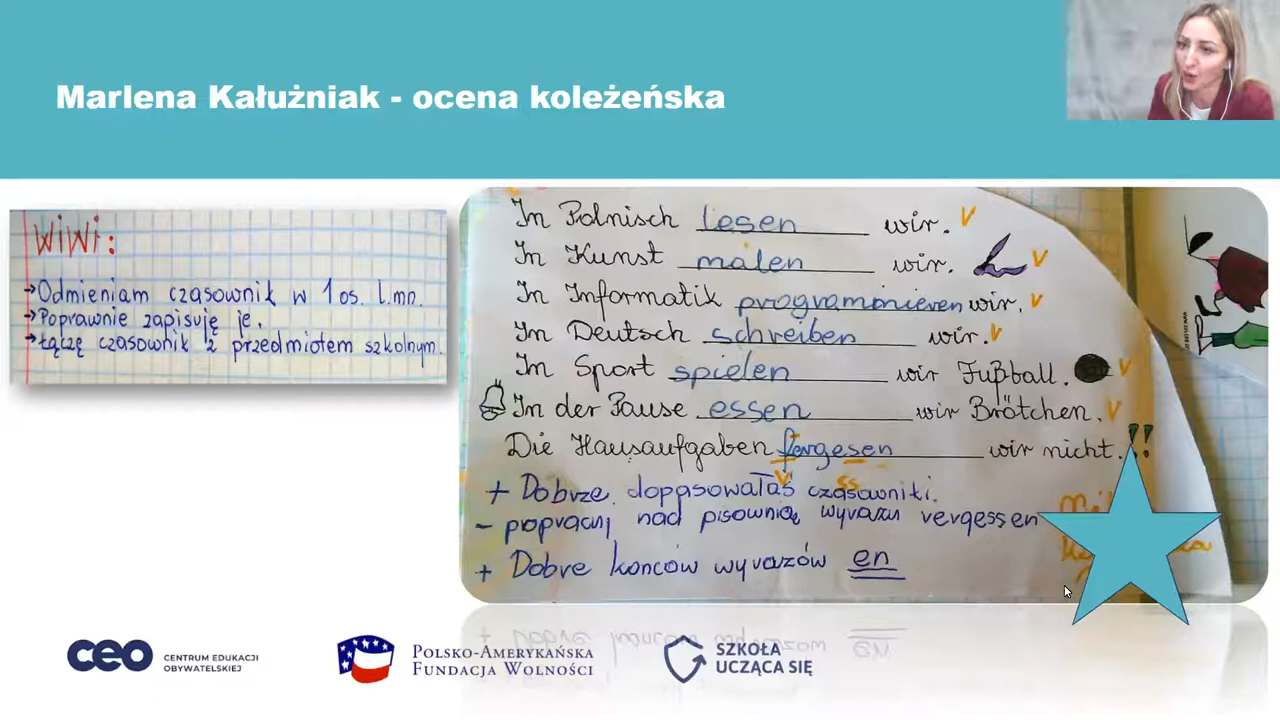 Marlena Kałużniak - ocena koleżeńska
WiWi:
→Odmieniam czasownik w 1 os. l.mn.
→Poprawnie zapisuję je.
→Łączę czasownik z przedmiotem szkolnym.
In Polnisch lesen wir. V
In Kunst malen wir. V
In Informatik programmieren wir. V
In Deutsch schreiben wir. V
In Sport spielen wir Fußball. V
In der Pause essen wir Brötchen. V
Die Hausaufgaben fergesen wir nicht.!!
V ss
+ Dobrze dopasowałaś czasowniki.
- popracuj nad pisownią wyrazu vergessen
+ Dobre końców wyrazów en
ceo CENTRUM EDUKACJI
OBYWATELSKIEJ
POLSKO-AMERYKAŃSKA
FUNDACJA WOLNOŚCI
SZKOŁA
UCZĄCA SIĘ